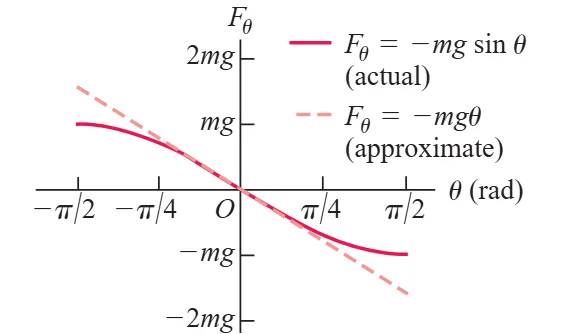 F_θ
2mg
F_θ = −mg sin θ
(actual)
mg
F_θ = −mgθ
(approximate)
θ (rad)
−π/2 −π/4 O π/4 π/2
−mg
−2mg